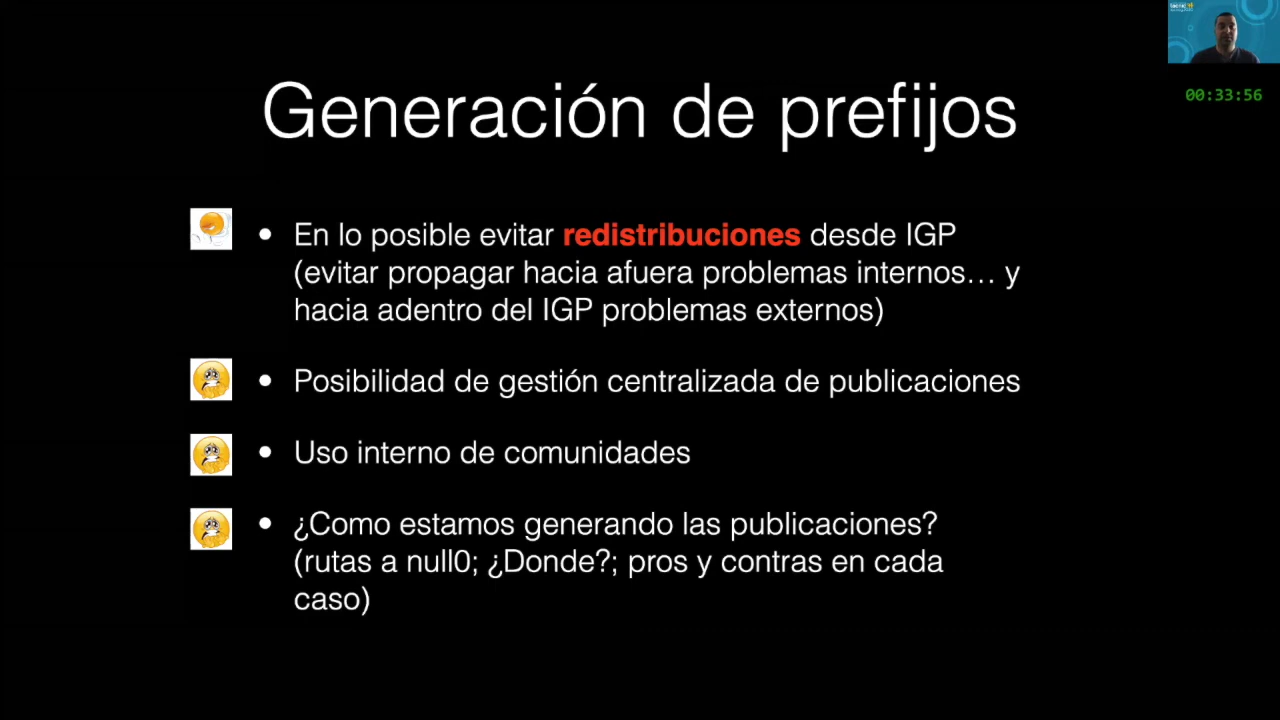 00:33:56
Generación de prefijos
• En lo posible evitar redistribuciones desde IGP
(evitar propagar hacia afuera problemas internos… y
hacia adentro del IGP problemas externos)
• Posibilidad de gestión centralizada de publicaciones
• Uso interno de comunidades
• ¿Como estamos generando las publicaciones?
(rutas a null0; ¿Donde?; pros y contras en cada
caso)